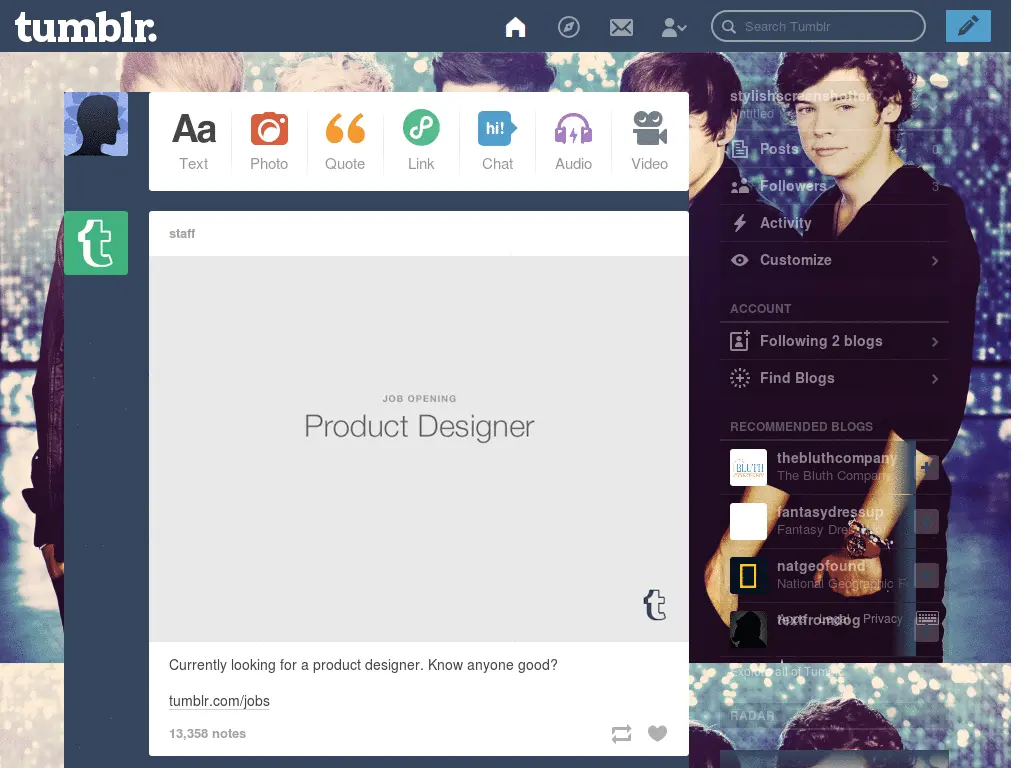 tumblr.
Search Tumblr
Aa
Text
Photo
Quote
Link
hi!
Chat
Audio
Video
stylishscreenshotter
Untitled
Posts
Followers 3
Activity
Customize
ACCOUNT
Following 2 blogs
Find Blogs
RECOMMENDED BLOGS
BLUTH
thebluthcompany
The Bluth Company
fantasydressup
Fantasy Dre
natgeofound
National Geographic F
textfromdog
Legal Privacy
Explore all of Tumblr
RADAR
staff
JOB OPENING
Product Designer
t
Currently looking for a product designer. Know anyone good?
tumblr.com/jobs
13,358 notes